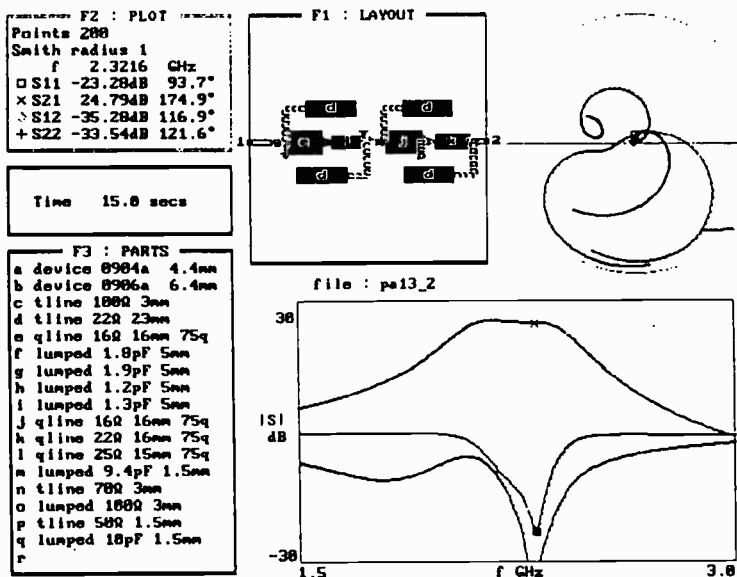 F2 : PLOT
Points 200
Smith radius 1
f 2.3216 GHz
S11 -23.28dB 93.7°
S21 24.79dB 174.9°
S12 -35.28dB 116.9°
S22 -33.54dB 121.6°
Time 15.0 secs
F3 : PARTS
a device 0904a 4.4mm
b device 0906a 6.4mm
c tline 100Ω 3mm
d tline 22Ω 23mm
e qline 16Ω 16mm 75q
f lumped 1.8pF 5mm
g lumped 1.9pF 5mm
h lumped 1.2pF 5mm
i lumped 1.3pF 5mm
j qline 16Ω 16mm 75q
k qline 22Ω 16mm 75q
l qline 25Ω 15mm 75q
m lumped 9.4pF 1.5mm
n tline 70Ω 3mm
o lumped 100Ω 3mm
p tline 50Ω 1.5mm
q lumped 10pF 1.5mm
r
F1 : LAYOUT
d d
1 J 2
d d
file : pa13_2
30
|S|
dB
-30
1.5 f GHz 3.0